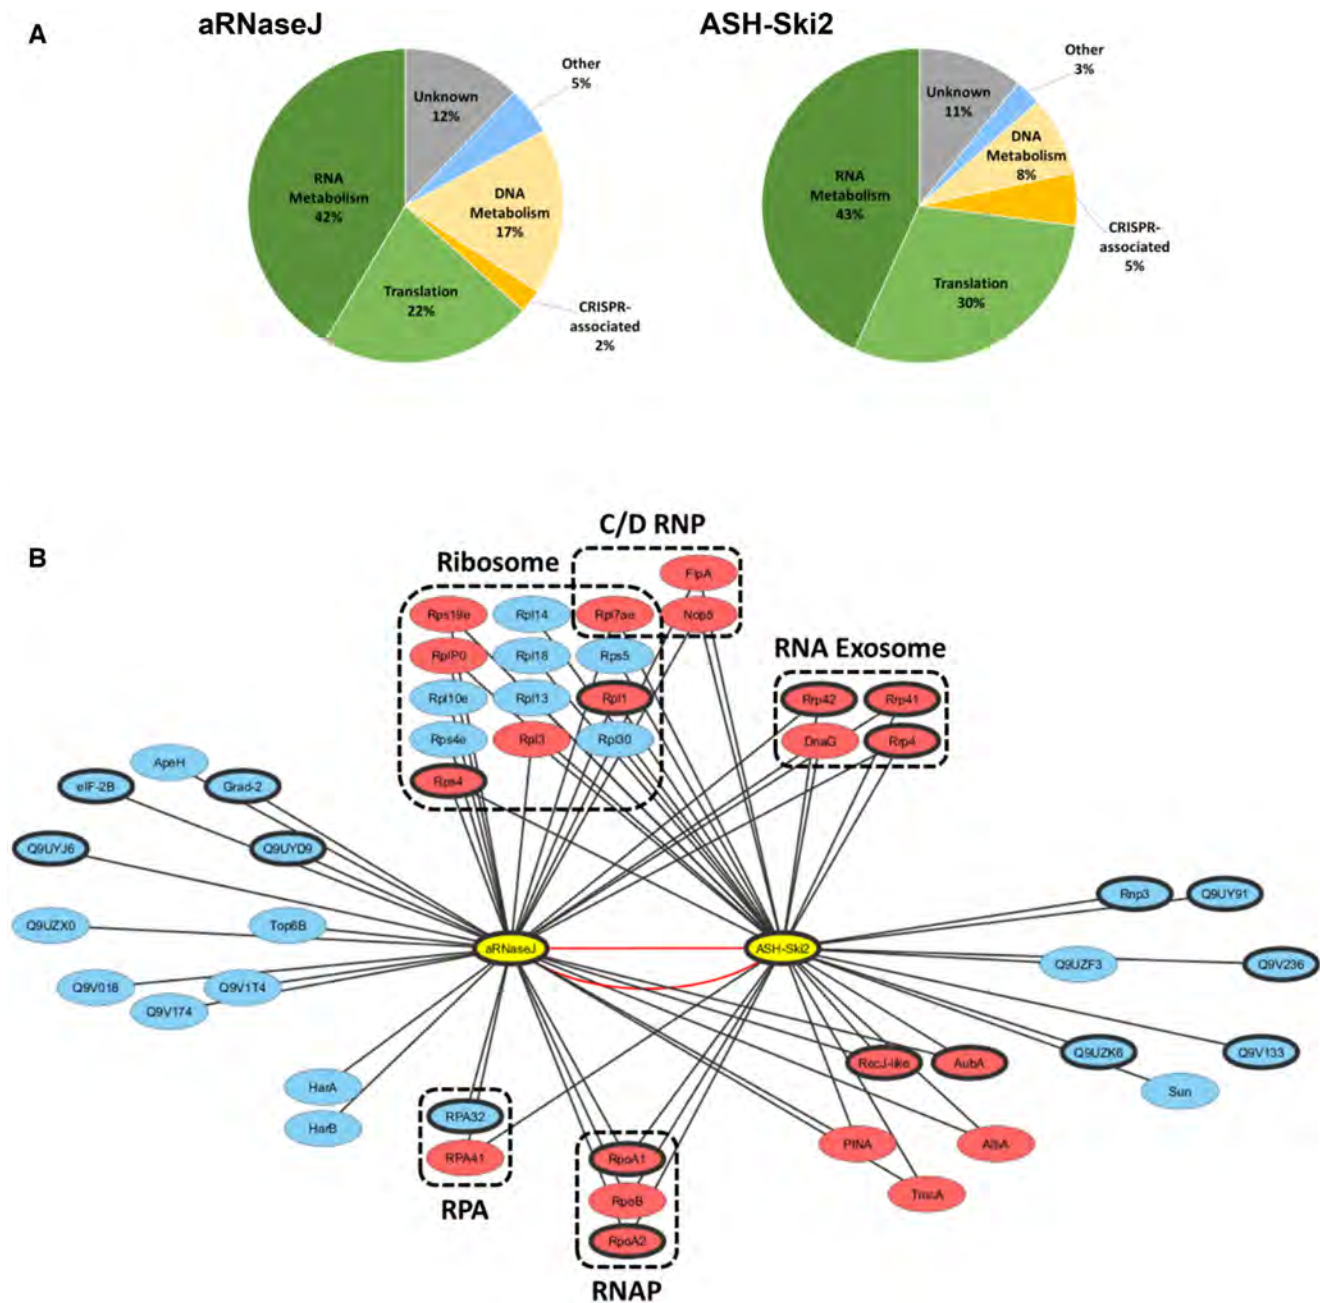 A
aRNaseJ
ASH-Ski2
Unknown
12%
Other
5%
RNA
Metabolism
42%
DNA
Metabolism
17%
Translation
22%
CRISPR-
associated
2%
Unknown
11%
Other
3%
RNA
Metabolism
43%
DNA
Metabolism
8%
CRISPR-
associated
5%
Translation
30%
B
C/D RNP
Ribosome
FlpA
Rps19e
Rpl14
Rpl7ae
Nop5
RplP0
Rpl18
Rps5
RNA Exosome
Rpl10e
Rpl13
Rpl1
Rrp42
Rrp41
Rps4e
Rpl3
Rpl30
DnaG
Rrp4
ApeH
Rps4
eIF-2B
Grad-2
Q9UYJ6
Q9UYD9
Rnp3
Q9UY91
Q9UZX0
Top6B
aRNaseJ
ASH-Ski2
Q9UZF3
Q9V236
Q9V018
Q9V1T4
Q9V174
RecJ-like
AubA
Q9UZK6
Q9V133
HarA
Sun
HarB
RPA32
RPA41
RpoA1
PINA
AlbA
RPA
RpoB
TmcA
RpoA2
RNAP